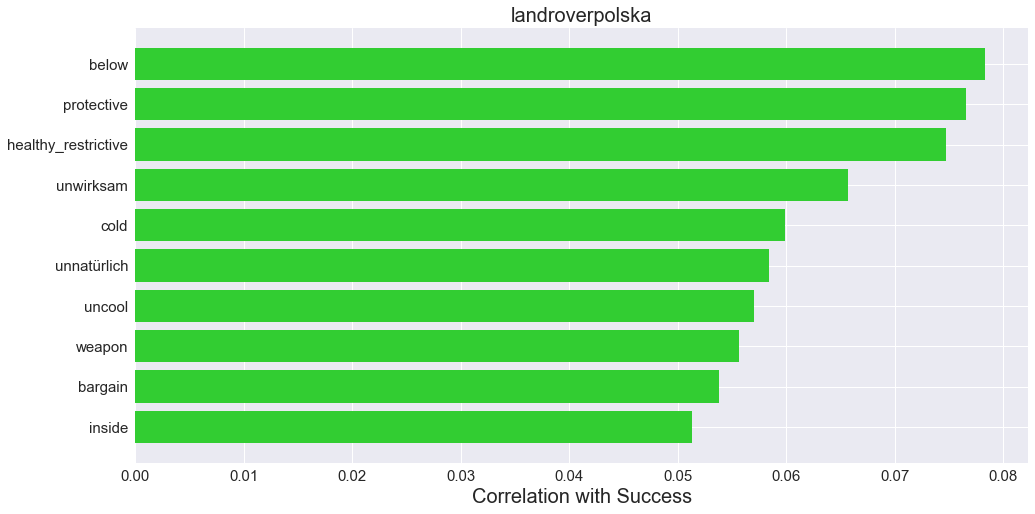 landroverpolska
below
protective
healthy_restrictive
unwirksam
cold
unnatürlich
uncool
weapon
bargain
inside
0.00 0.01 0.02 0.03 0.04 0.05 0.06 0.07 0.08
Correlation with Success